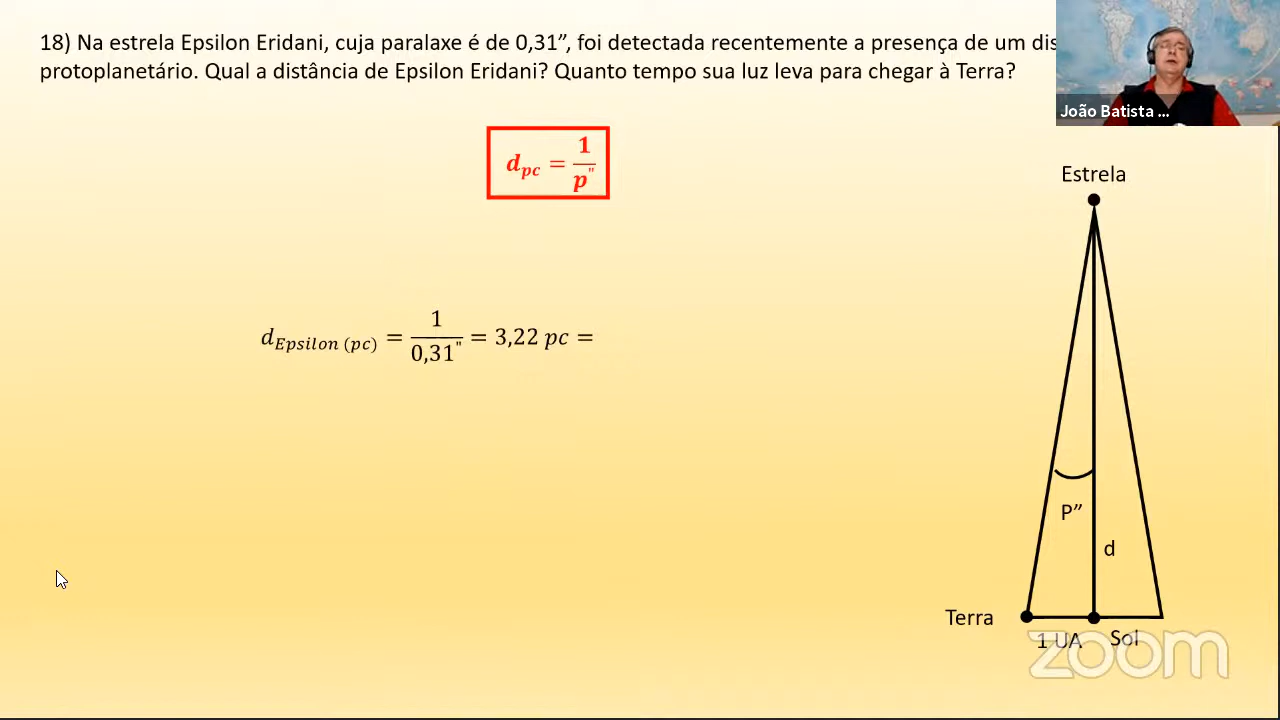 18) Na estrela Epsilon Eridani, cuja paralaxe é de 0,31”, foi detectada recentemente a presença de um
protoplanetário. Qual a distância de Epsilon Eridani? Quanto tempo sua luz leva para chegar à Terra?
João Batista ...
d_pc = 1/p"
Estrela
d_Epsilon (pc) = 1/0,31" = 3,22 pc =
P”
d
Terra
1 UA Sol
zoom